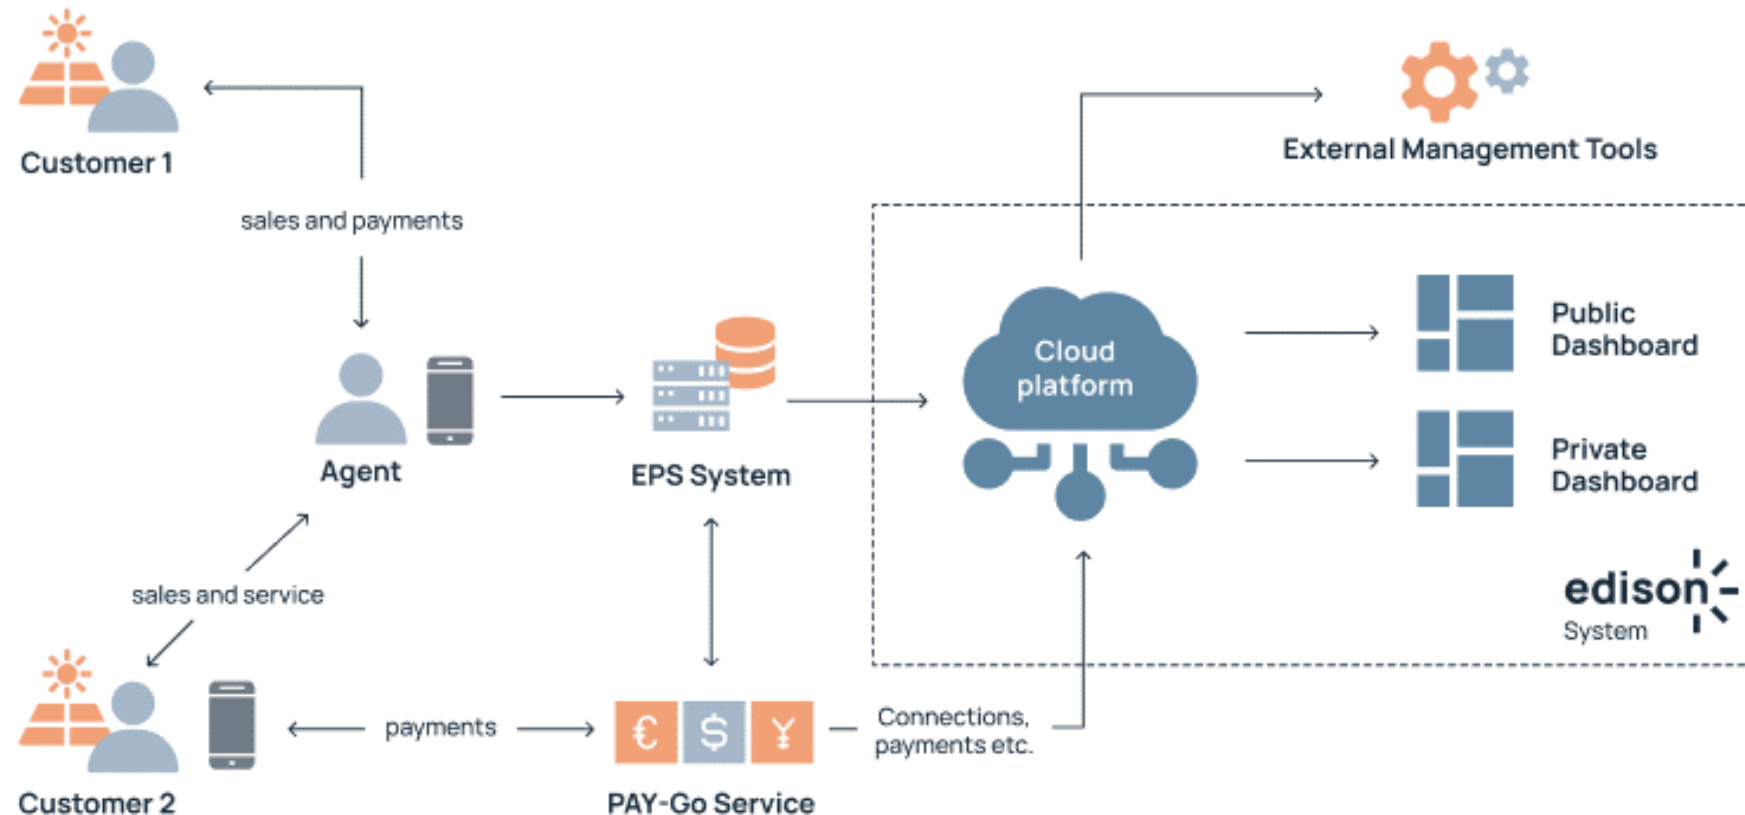 Customer 1
sales and payments
External Management Tools
Cloud
platform
Public
Dashboard
Private
Dashboard
Agent
EPS System
sales and service
edison
System
payments
€ $ ¥
Connections,
payments etc.
Customer 2
PAY-Go Service